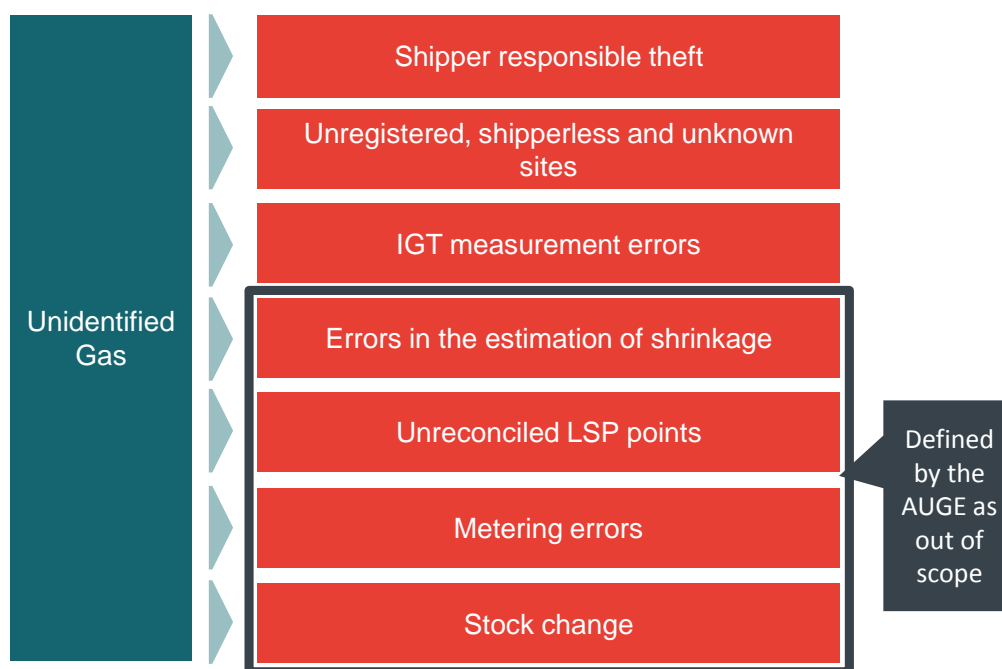 Shipper responsible theft
Unregistered, shipperless and unknown
sites
IGT measurement errors
Unidentified
Gas
Errors in the estimation of shrinkage
Unreconciled LSP points
Metering errors
Stock change
Defined
by the
AUGE as
out of
scope